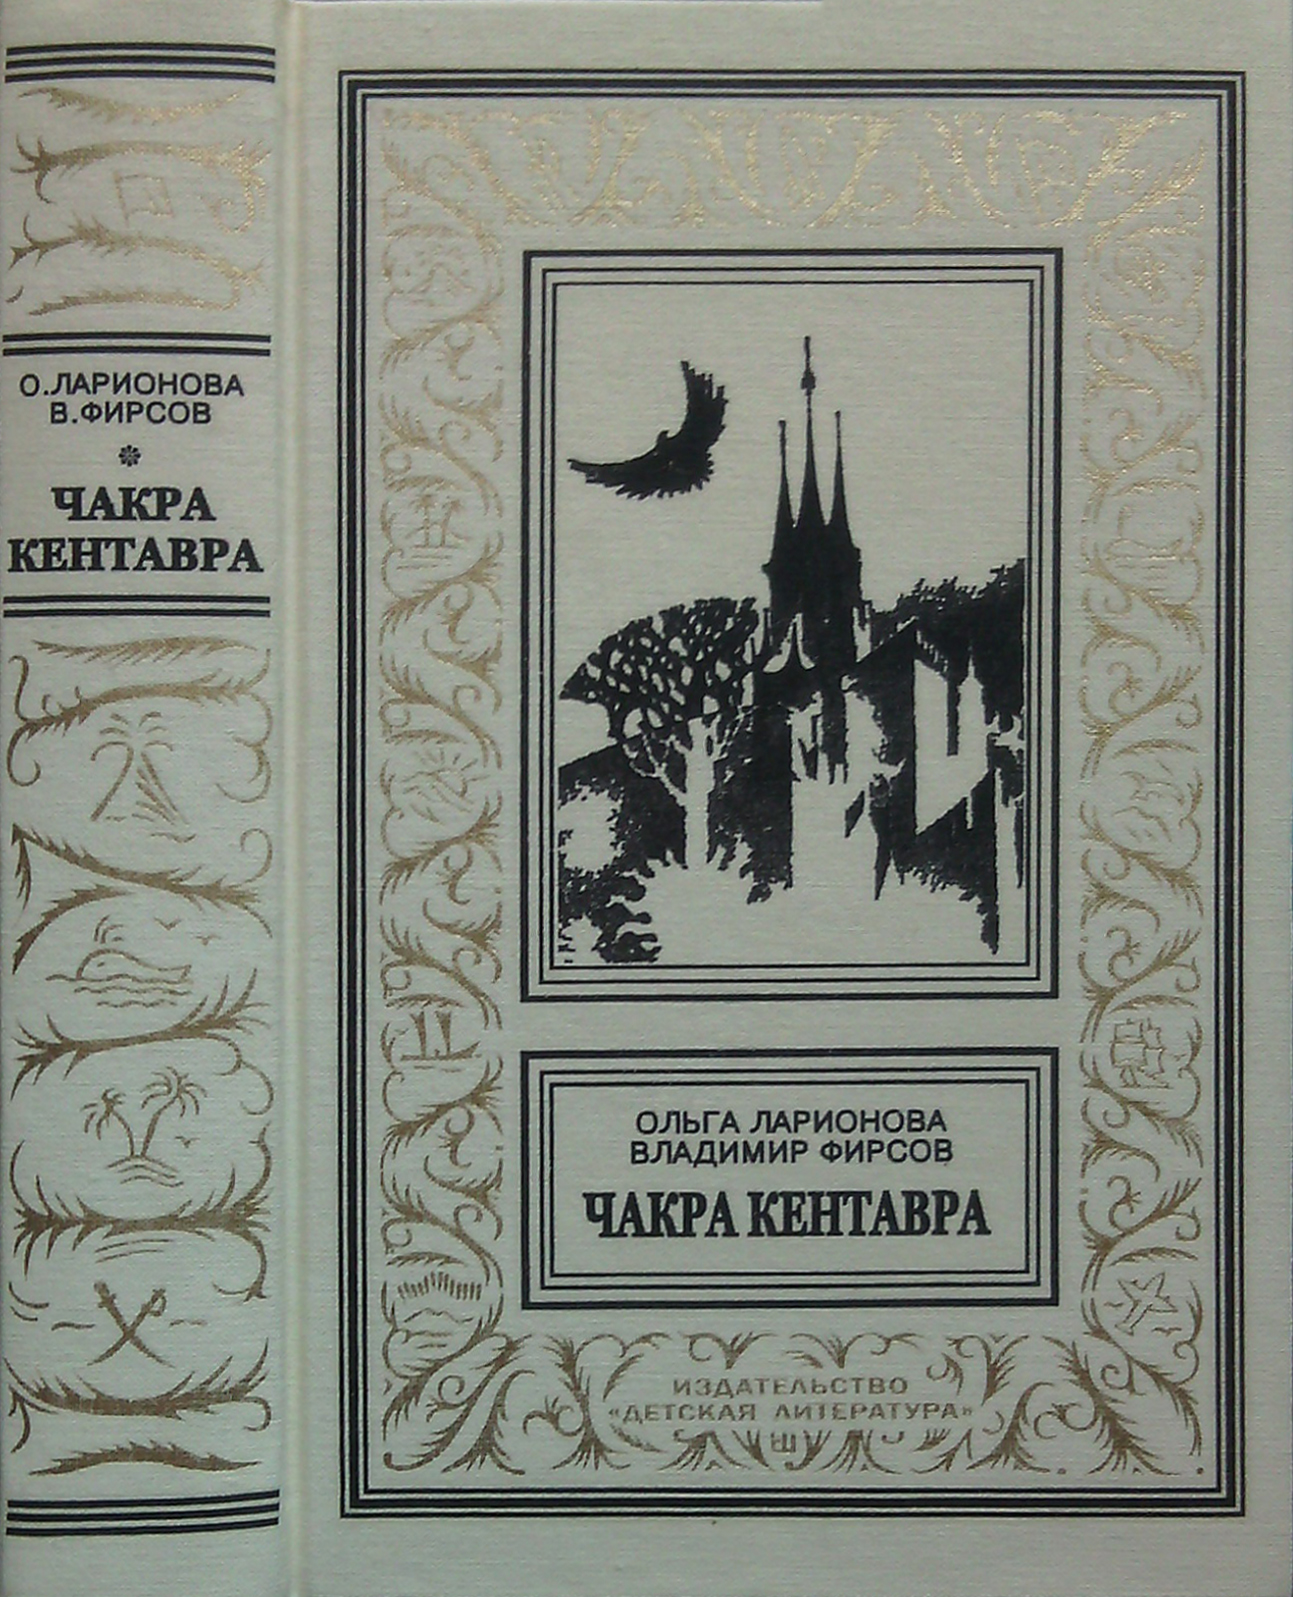 О.ЛАРИОНОВА
В.ФИРСОВ
ЧАКРА
КЕНТАВРА
ОЛЬГА ЛАРИОНОВА
ВЛАДИМИР ФИРСОВ
ЧАКРА КЕНТАВРА
ИЗДАТЕЛЬСТВО
«ДЕТСКАЯ ЛИТЕРАТУРА»